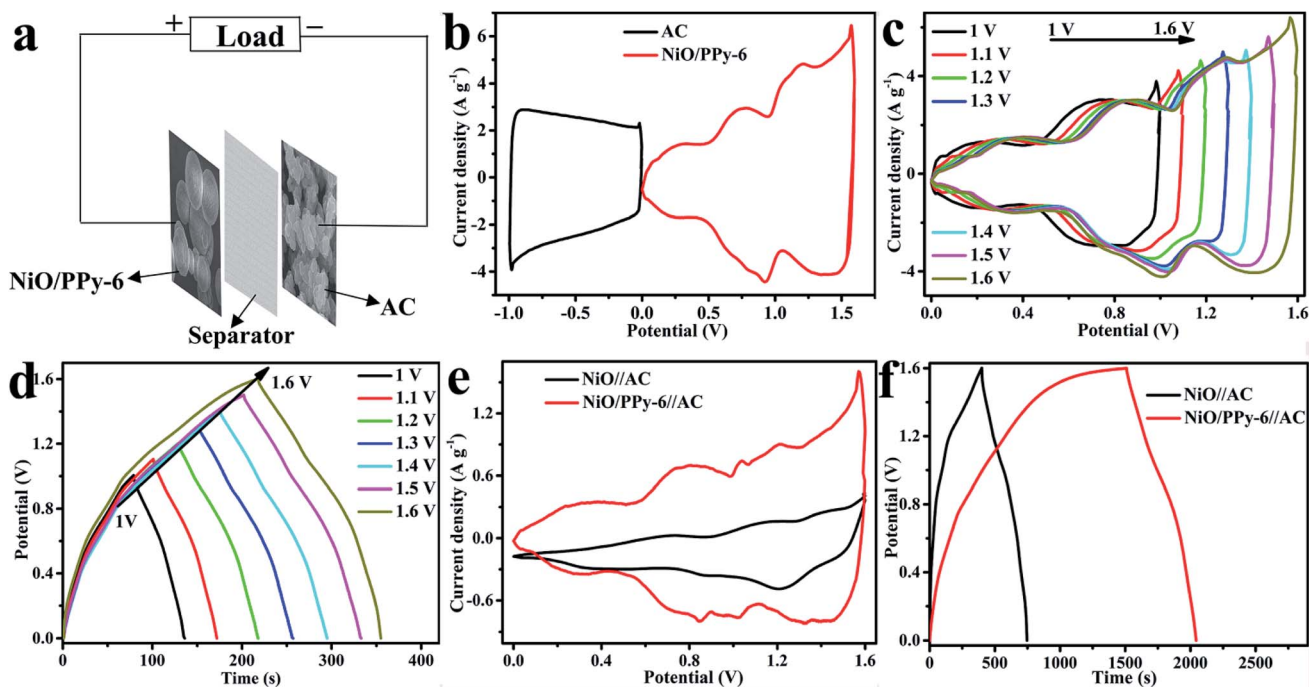 a
+ Load −
NiO/PPy-6
Separator
AC
b
AC
NiO/PPy-6
Current density (A g⁻¹)
6
4
2
0
-2
-4
-1.0 -0.5 0.0 0.5 1.0 1.5
Potential (V)
c
1 V
1.1 V
1.2 V
1.3 V
1 V 1.6 V
1.4 V
1.5 V
1.6 V
Current density (A g⁻¹)
4
0
-4
0.0 0.4 0.8 1.2 1.6
Potential (V)
d
1 V
1.1 V
1.2 V
1.3 V
1.4 V
1.5 V
1.6 V
1.6 V
1V
Potential (V)
1.6
1.2
0.8
0.4
0.0
0 100 200 300 400
Time (s)
e
NiO//AC
NiO/PPy-6//AC
Current density (A g⁻¹)
1.2
0.6
0.0
-0.6
0.0 0.4 0.8 1.2 1.6
Potential (V)
f
NiO//AC
NiO/PPy-6//AC
Potential (V)
1.6
1.2
0.8
0.4
0.0
0 500 1000 1500 2000 2500
Time (s)